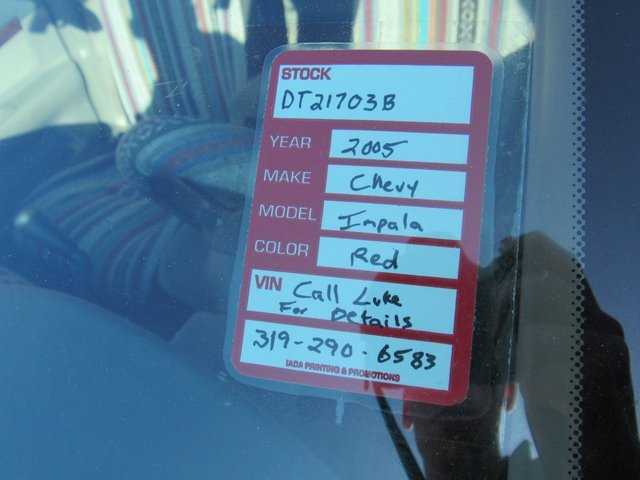 STOCK
DT21703B
YEAR 2005
MAKE Chevy
MODEL Impala
COLOR Red
VIN Call Luke
For Details
319-290-6583
IADA PRINTING & PROMOTIONS